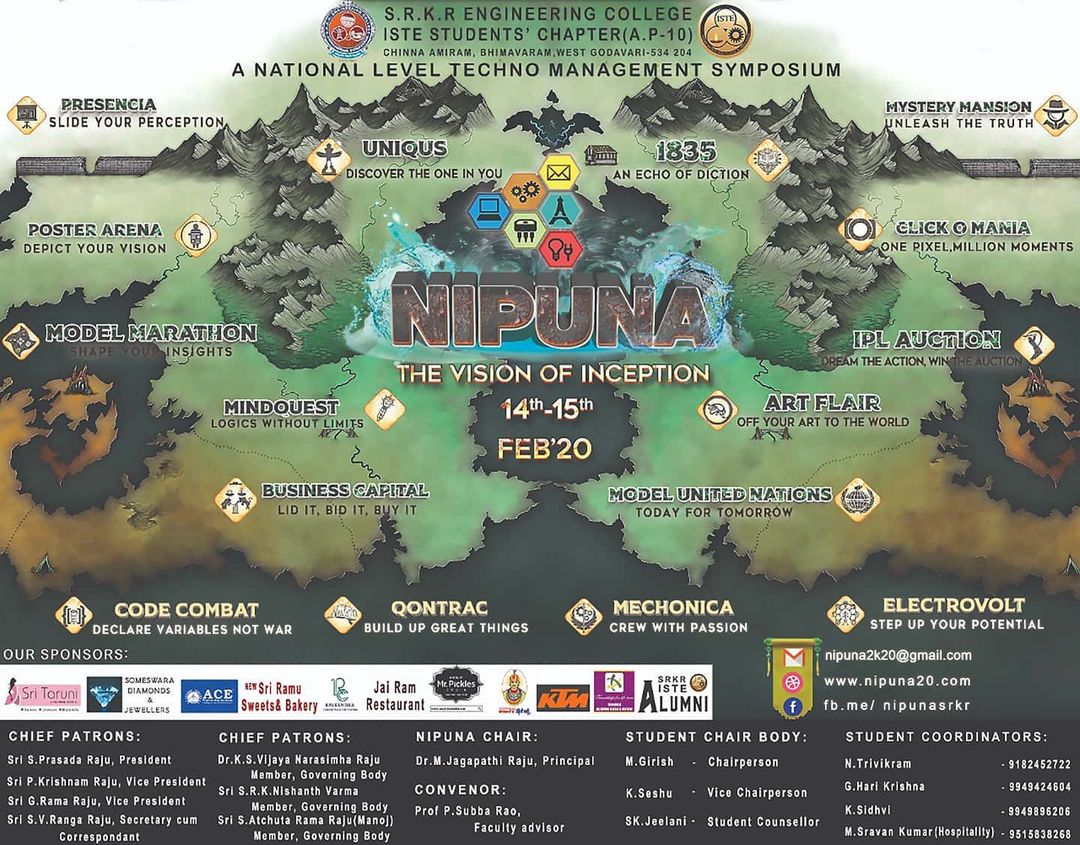 S.R.K.R ENGINEERING COLLEGE
ISTE STUDENTS' CHAPTER(A.P-10)
CHINNA AMIRAM, BHIMAVARAM,WEST GODAVARI-534 204
A NATIONAL LEVEL TECHNO MANAGEMENT SYMPOSIUM
ISTE
PRESENCIA
SLIDE YOUR PERCEPTION
MYSTERY MANSION
UNLEASH THE TRUTH
UNIQUS
DISCOVER THE ONE IN YOU
1835
AN ECHO OF DICTION
POSTER ARENA
DEPICT YOUR VISION
CLICK O MANIA
ONE PIXEL,MILLION MOMENTS
NIPUNA
THE VISION OF INCEPTION
14th-15th
FEB'20
MODEL MARATHON
SHAPE YOUR INSIGHTS
IPL AUCTION
DREAM THE ACTION, WIN THE AUCTION
MINDQUEST
LOGICS WITHOUT LIMITS
ART FLAIR
OFF YOUR ART TO THE WORLD
BUSINESS CAPITAL
LID IT, BID IT, BUY IT
MODEL UNITED NATIONS
TODAY FOR TOMORROW
CODE COMBAT
DECLARE VARIABLES NOT WAR
QONTRAC
BUILD UP GREAT THINGS
MECHONICA
CREW WITH PASSION
ELECTROVOLT
STEP UP YOUR POTENTIAL
OUR SPONSORS:
Sri Taruni
SOMESWARA
DIAMONDS
&
JEWELLERS
ACE
NEW Sri Ramu
Sweets& Bakery
Jai Ram
Restaurant
Mr.Pickles
KTM
SRKR
ISTE
ALUMNI
nipuna2k20@gmail.com
www.nipuna20.com
fb.me/ nipunasrkr
CHIEF PATRONS:
Sri S.Prasada Raju, President
Sri P.Krishnam Raju, Vice President
Sri G.Rama Raju, Vice President
Sri S.V.Ranga Raju, Secretary cum
Correspondant
CHIEF PATRONS:
Dr.K.S.Vijaya Narasimha Raju
Member, Governing Body
Sri S.R.K.Nishanth Varma
Member, Governing Body
Sri S.Atchuta Rama Raju(Manoj)
Member, Governing Body
NIPUNA CHAIR:
Dr.M.Jagapathi Raju, Principal
CONVENOR:
Prof P.Subba Rao,
Faculty advisor
STUDENT CHAIR BODY:
M.Girish - Chairperson
K.Seshu - Vice Chairperson
SK.Jeelani - Student Counsellor
STUDENT COORDINATORS:
N.Trivikram - 9182452722
G.Hari Krishna - 9949424604
K.Sidhvi - 9949896206
M.Sravan Kumar(Hospitality) - 9515838268